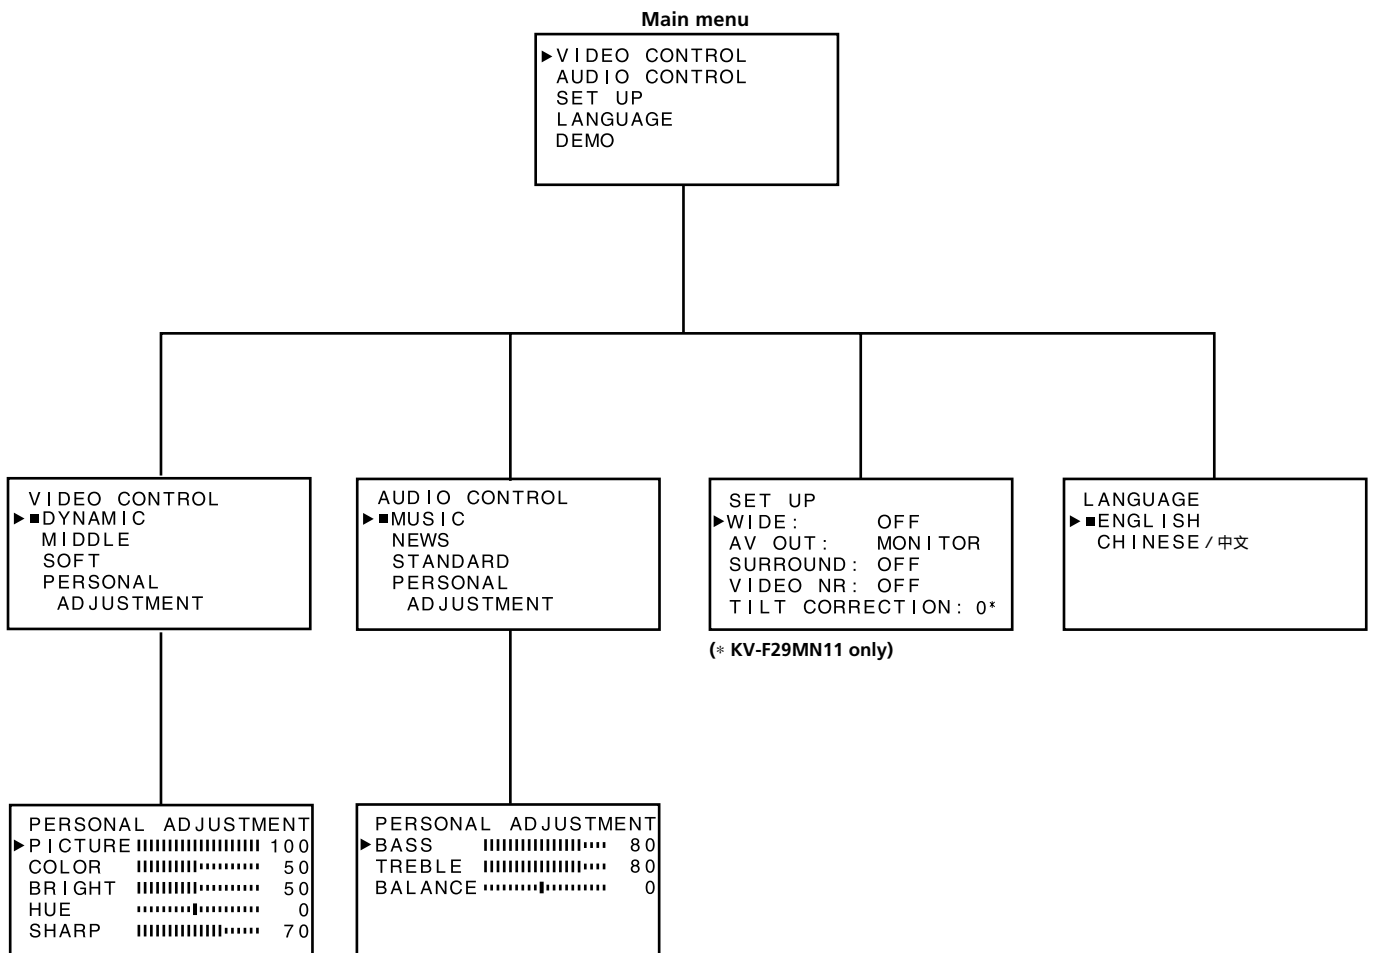 Main menu
▶VIDEO CONTROL
AUDIO CONTROL
SET UP
LANGUAGE
DEMO
VIDEO CONTROL
▶■DYNAMIC
MIDDLE
SOFT
PERSONAL
ADJUSTMENT
AUDIO CONTROL
▶■MUSIC
NEWS
STANDARD
PERSONAL
ADJUSTMENT
SET UP
▶WIDE: OFF
AV OUT: MONITOR
SURROUND: OFF
VIDEO NR: OFF
TILT CORRECTION: 0*
(* KV-F29MN11 only)
LANGUAGE
▶■ENGLISH
CHINESE/中文
PERSONAL ADJUSTMENT
▶PICTURE 100
COLOR 50
BRIGHT 50
HUE 0
SHARP 70
PERSONAL ADJUSTMENT
▶BASS 80
TREBLE 80
BALANCE 0